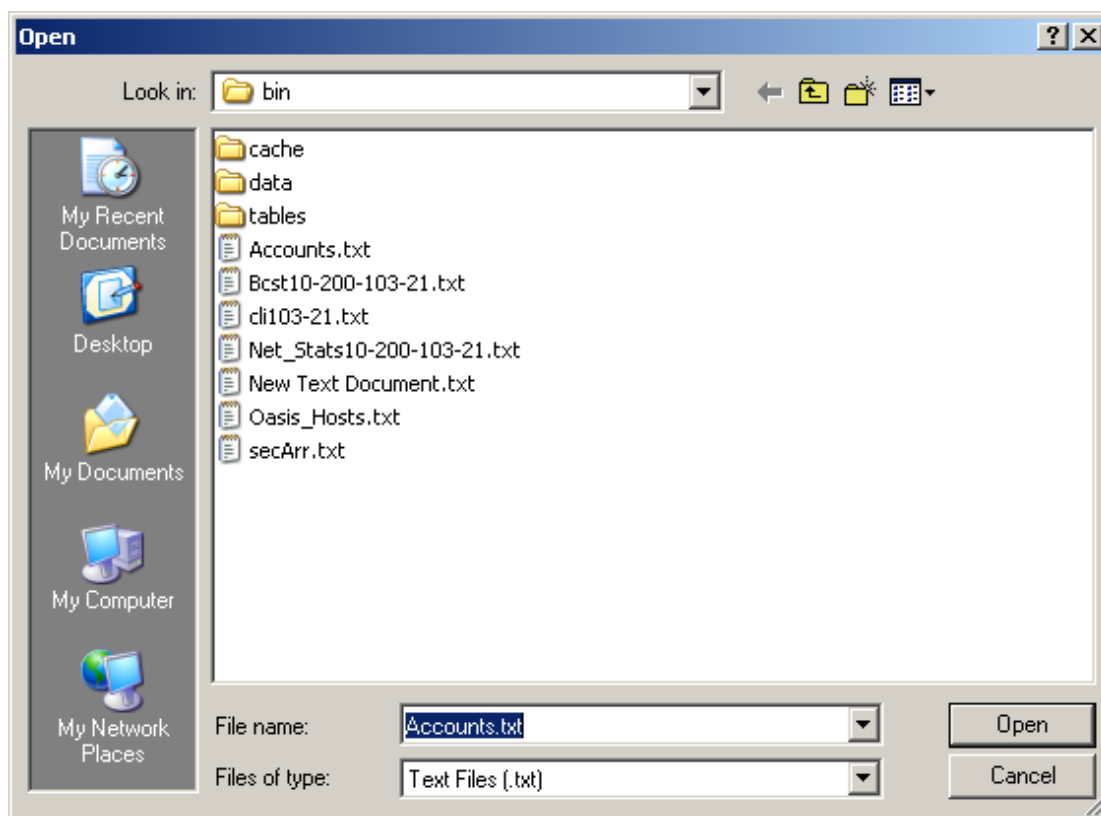 Open
Look in: bin
My Recent
Documents
Desktop
My Documents
My Computer
My Network
Places
cache
data
tables
Accounts.txt
Bcst10-200-103-21.txt
cli103-21.txt
Net_Stats10-200-103-21.txt
New Text Document.txt
Oasis_Hosts.txt
secArr.txt
File name: Accounts.txt Open
Files of type: Text Files (.txt) Cancel